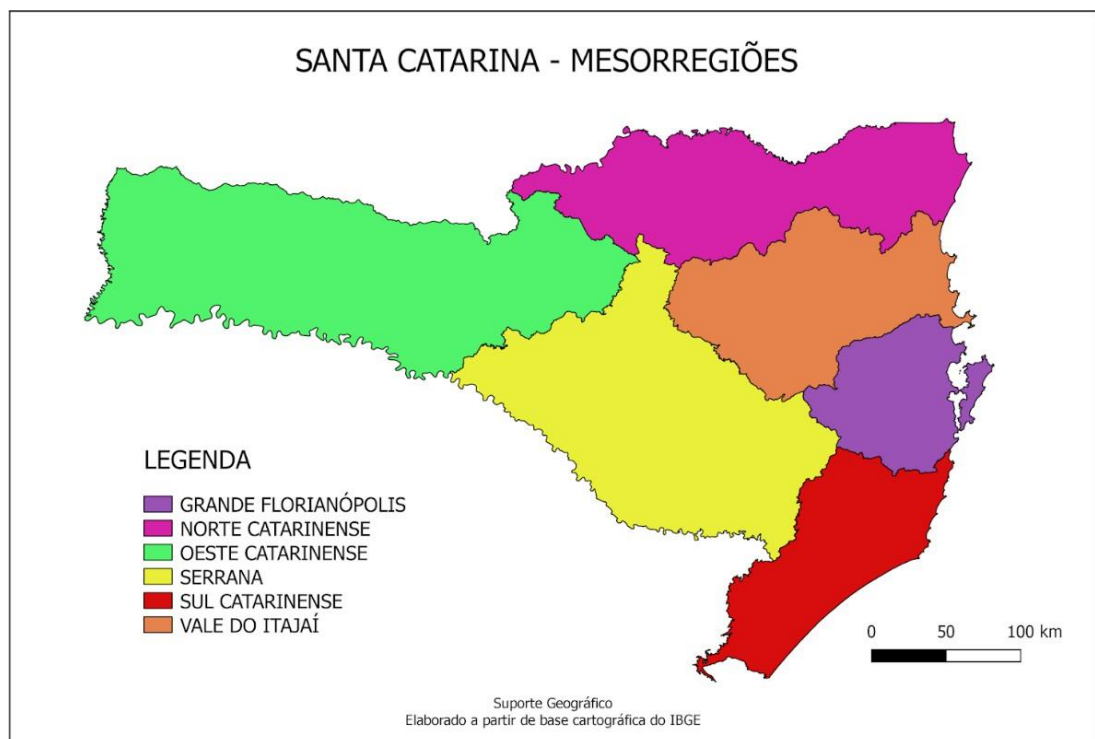 SANTA CATARINA - MESORREGIÕES
LEGENDA
GRANDE FLORIANÓPOLIS
NORTE CATARINENSE
OESTE CATARINENSE
SERRANA
SUL CATARINENSE
VALE DO ITAJAÍ
0 50 100 km
Suporte Geográfico
Elaborado a partir de base cartográfica do IBGE